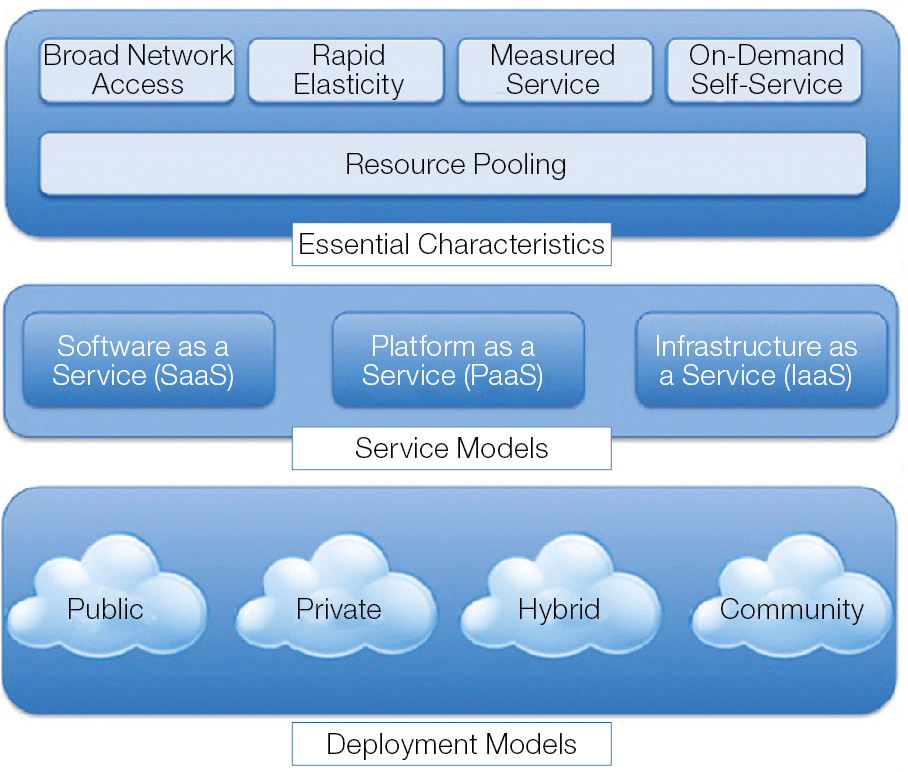 Broad Network
Access
Rapid
Elasticity
Measured
Service
On-Demand
Self-Service
Resource Pooling
Essential Characteristics
Software as a
Service (SaaS)
Platform as a
Service (PaaS)
Infrastructure as
a Service (IaaS)
Service Models
Public
Private
Hybrid
Community
Deployment Models